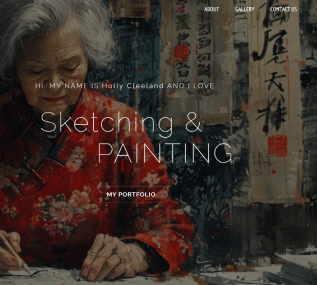 ABOUT GALLERY CONTACT US
HI, MY NAME IS Holly Cleeland AND I LOVE
Sketching &
PAINTING
MY PORTFOLIO